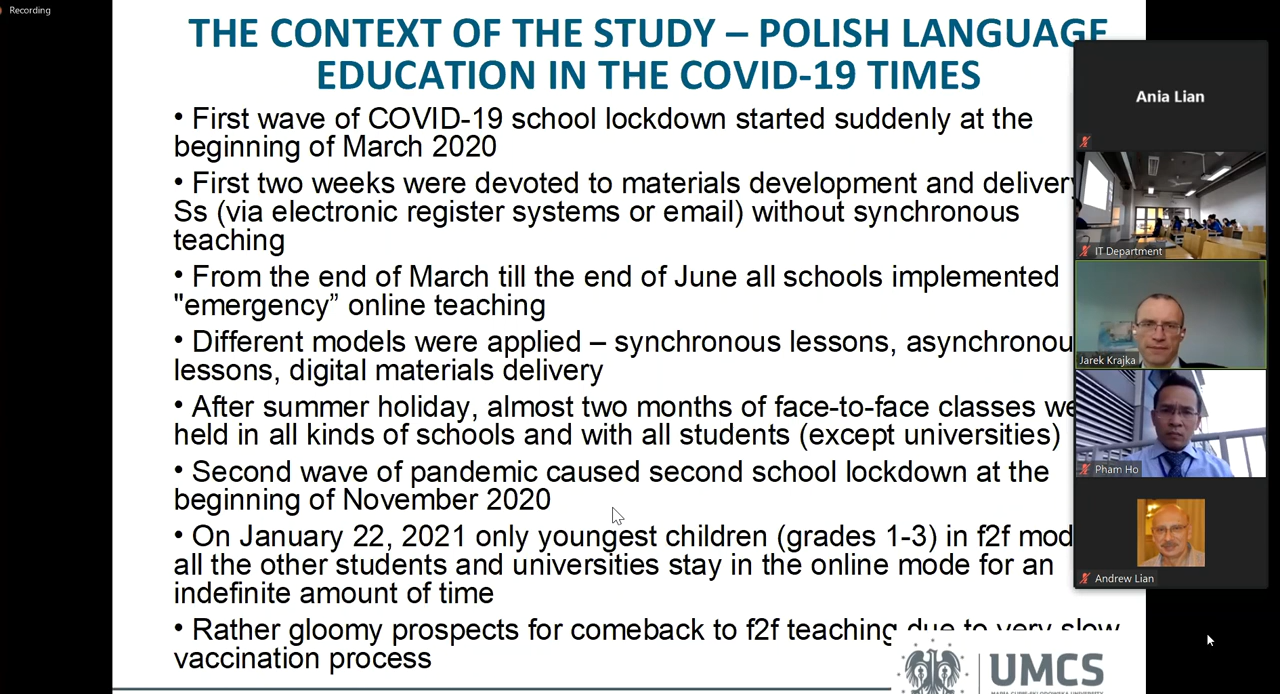 Recording
THE CONTEXT OF THE STUDY – POLISH LANGUAGE
EDUCATION IN THE COVID-19 TIMES
• First wave of COVID-19 school lockdown started suddenly at the
beginning of March 2020
• First two weeks were devoted to materials development and delivery
Ss (via electronic register systems or email) without synchronous
teaching
• From the end of March till the end of June all schools implemented
"emergency” online teaching
• Different models were applied – synchronous lessons, asynchronou
lessons, digital materials delivery
• After summer holiday, almost two months of face-to-face classes we
held in all kinds of schools and with all students (except universities)
• Second wave of pandemic caused second school lockdown at the
beginning of November 2020
• On January 22, 2021 only youngest children (grades 1-3) in f2f mod
all the other students and universities stay in the online mode for an
indefinite amount of time
• Rather gloomy prospects for comeback to f2f teaching due to very slow
vaccination process
UMCS
Ania Lian
IT Department
Jarek Krajka
Pham Ho
Andrew Lian